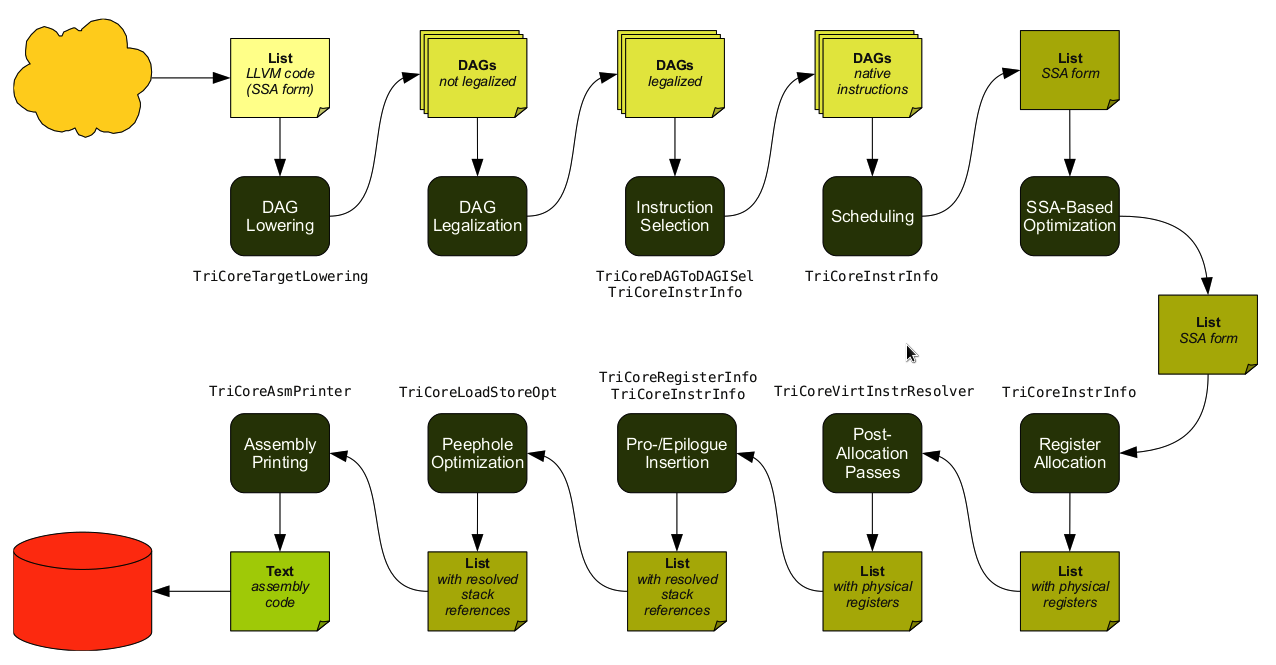 List
LLVM code
(SSA form)
DAGs
not legalized
DAGs
legalized
DAGs
native
instructions
List
SSA form
DAG
Lowering
DAG
Legalization
Instruction
Selection
Scheduling
SSA-Based
Optimization
TriCoreTargetLowering
TriCoreDAGToDAGISel
TriCoreInstrInfo
TriCoreInstrInfo
List
SSA form
TriCoreAsmPrinter
TriCoreLoadStoreOpt
TriCoreRegisterInfo
TriCoreInstrInfo
TriCoreVirtInstrResolver
TriCoreInstrInfo
Assembly
Printing
Peephole
Optimization
Pro-/Epilogue
Insertion
Post-
Allocation
Passes
Register
Allocation
Text
assembly
code
List
with resolved
stack
references
List
with resolved
stack
references
List
with physical
registers
List
with physical
registers